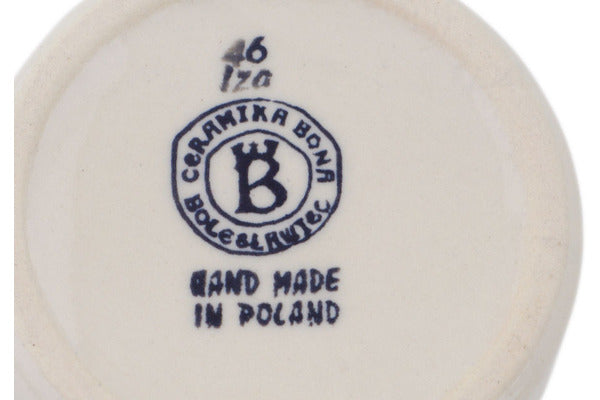 46
Iza
CERAMIKA BONA
B
BOLESŁAWIEC
HAND MADE
IN POLAND